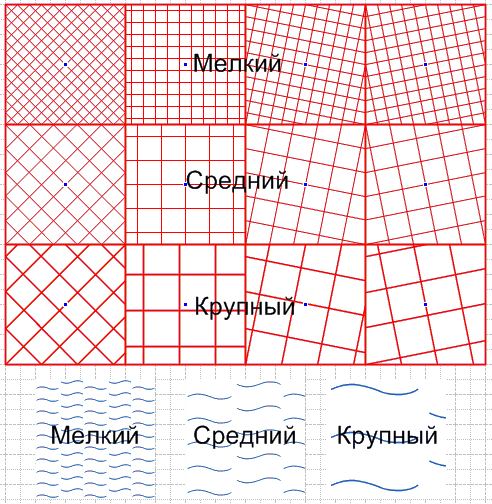 Мелкий
Средний
Крупный
Мелкий Средний Крупный